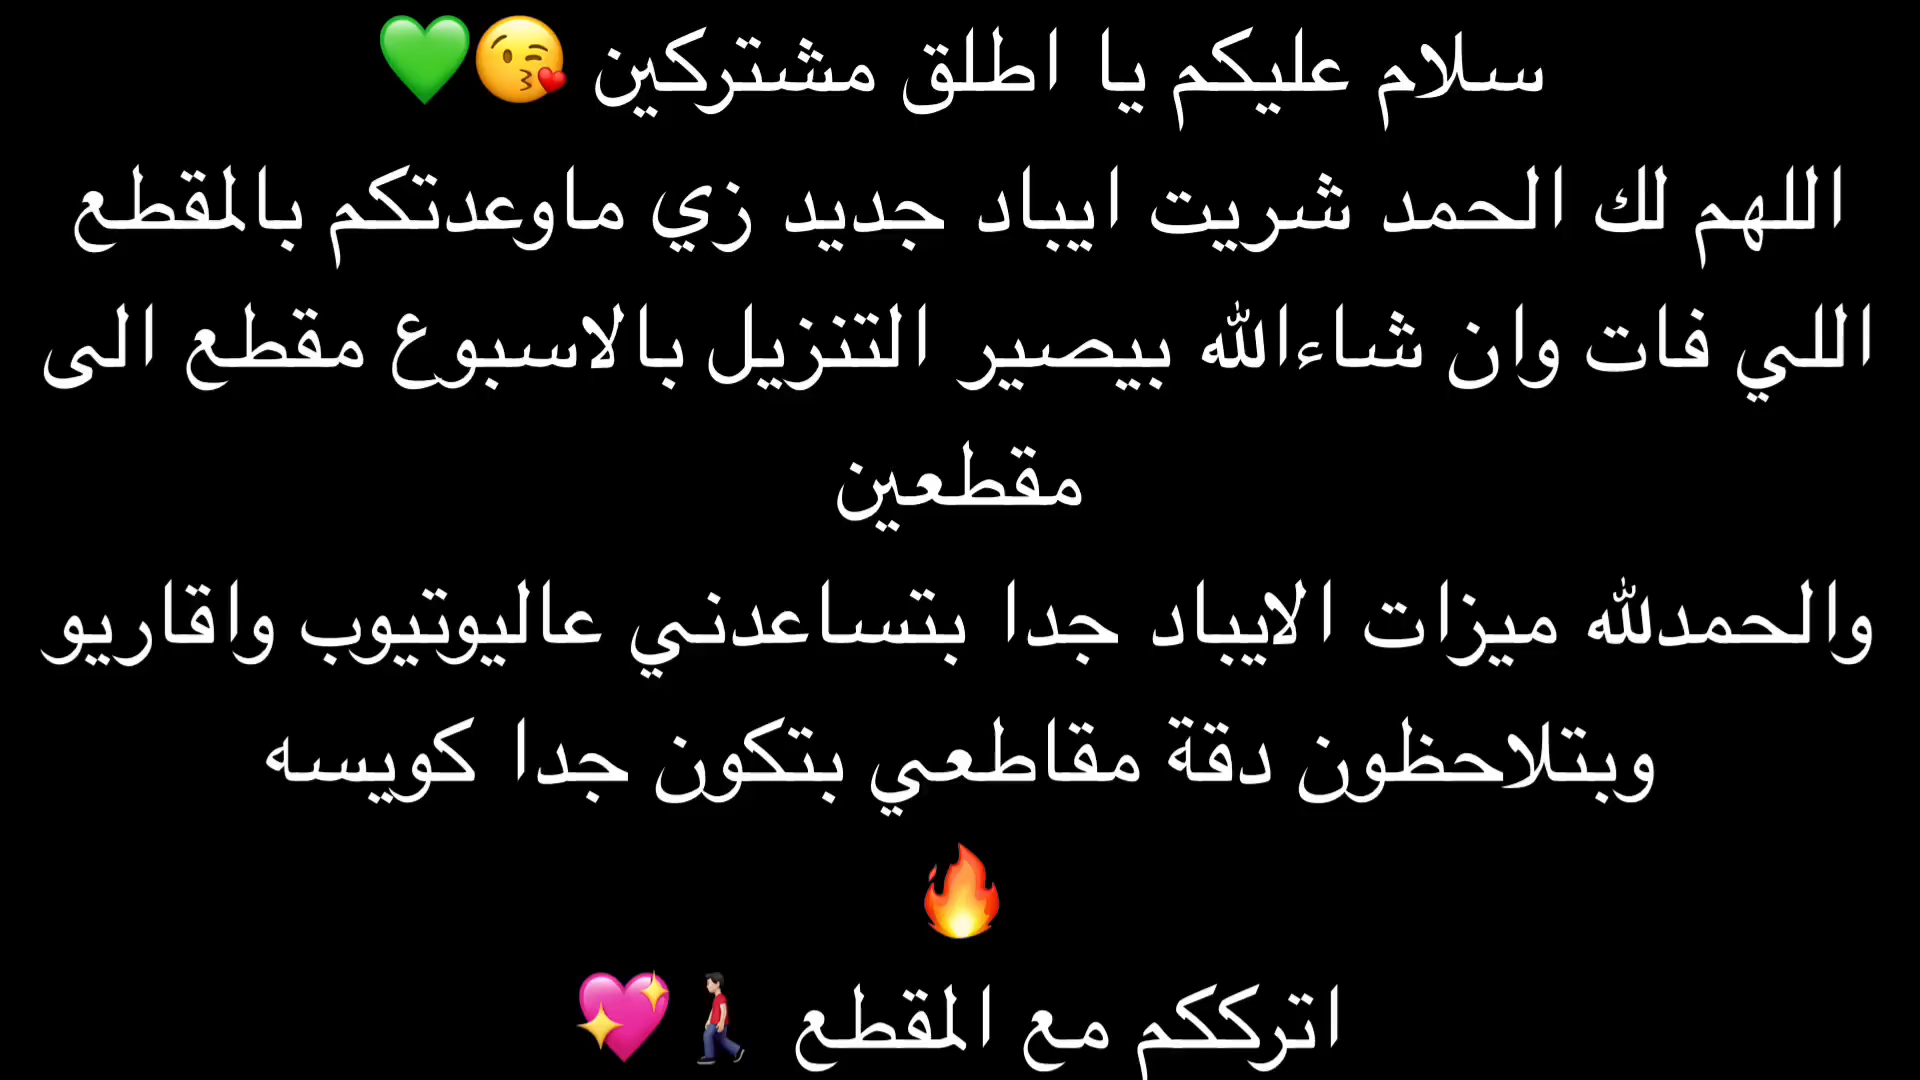 سلام عليكم يا اطلق مشتركين 😘💚
اللهم لك الحمد شريت ايباد جديد زي ماوعدتكم بالمقطع
اللي فات وان شاءالله بيصير التنزيل بالاسبوع مقطع الى
مقطعين
والحمدلله ميزات الايباد جدا بتساعدني عاليوتيوب واقاريو
وبتلاحظون دقة مقاطعي بتكون جدا كويسه
🔥
اترككم مع المقطع 🚶🏻‍♂️💖